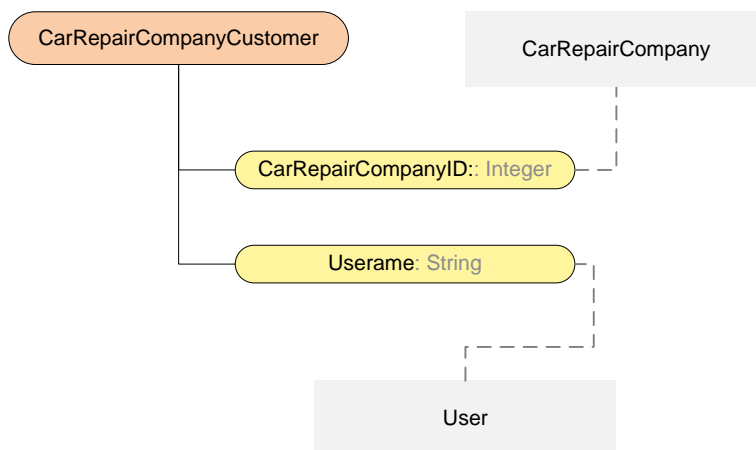 CarRepairCompanyCustomer
CarRepairCompany
CarRepairCompanyID:: Integer
Userame: String
User